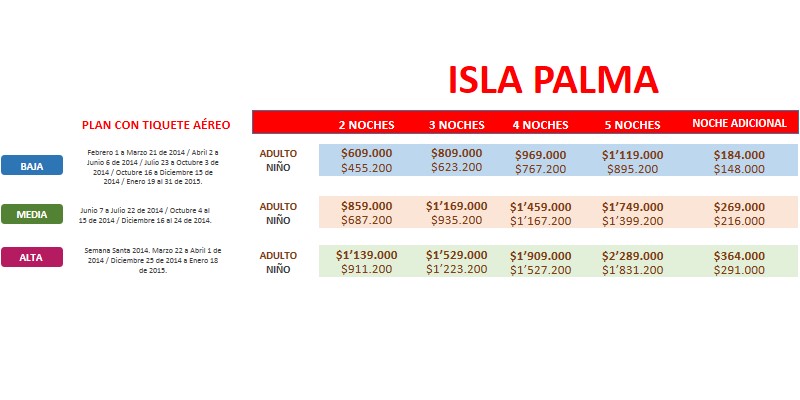 ISLA PALMA
PLAN CON TIQUETE AÉREO 2 NOCHES 3 NOCHES 4 NOCHES 5 NOCHES NOCHE ADICIONAL
BAJA
Febrero 1 a Marzo 21 de 2014 / Abril 2 a
Junio 6 de 2014 / Julio 23 a Octubre 3 de
2014 / Octubre 16 a Diciembre 15 de
2014 / Enero 19 al 31 de 2015.
ADULTO $609.000 $809.000 $969.000 $1’119.000 $184.000
NIÑO $455.200 $623.200 $767.200 $895.200 $148.000
MEDIA
Junio 7 a Julio 22 de 2014 / Octubre 4 al
15 de 2014 / Diciembre 16 al 24 de 2014.
ADULTO $859.000 $1’169.000 $1’459.000 $1’749.000 $269.000
NIÑO $687.200 $935.200 $1’167.200 $1’399.200 $216.000
ALTA
Semana Santa 2014. Marzo 22 a Abril 1 de
2014 / Diciembre 25 de 2014 a Enero 18
de 2015.
ADULTO $1’139.000 $1’529.000 $1’909.000 $2’289.000 $364.000
NIÑO $911.200 $1’223.200 $1’527.200 $1’831.200 $291.000